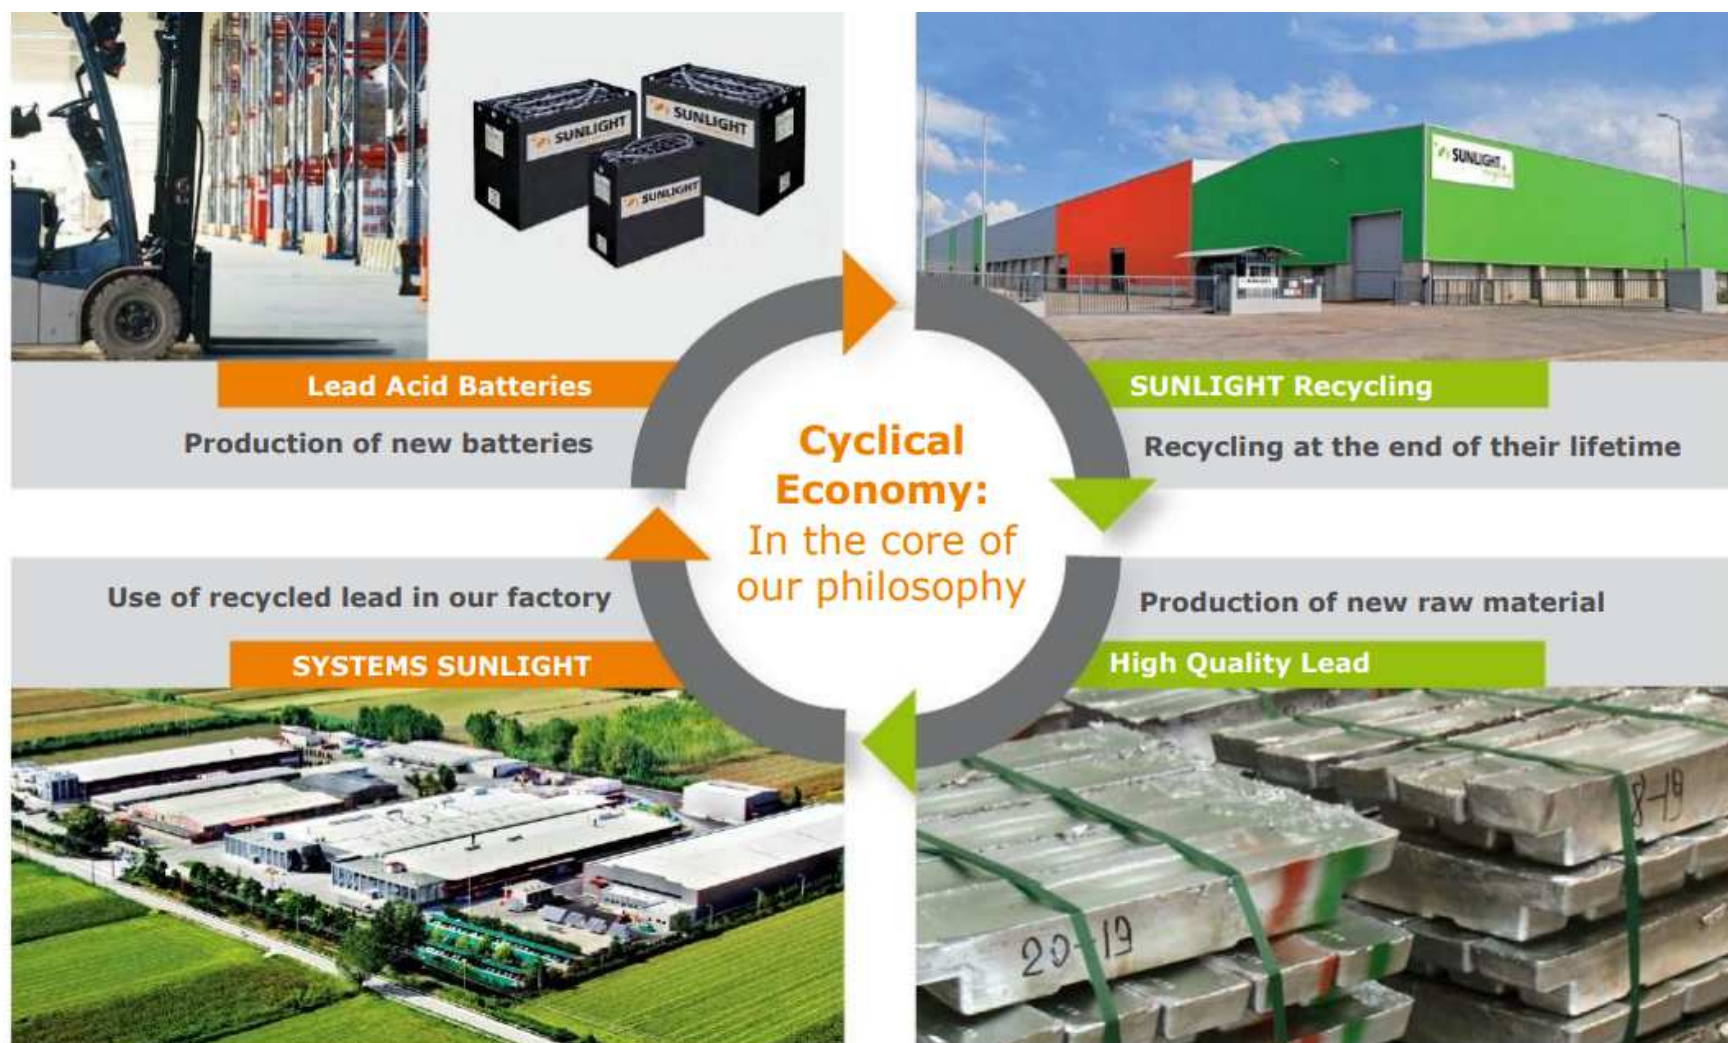 SUNLIGHT
SUNLIGHT
SUNLIGHT
SUNLIGHT
recycling
Lead Acid Batteries
Production of new batteries
SUNLIGHT Recycling
Recycling at the end of their lifetime
Cyclical
Economy:
In the core of
our philosophy
Use of recycled lead in our factory
SYSTEMS SUNLIGHT
Production of new raw material
High Quality Lead
8-19
20-19